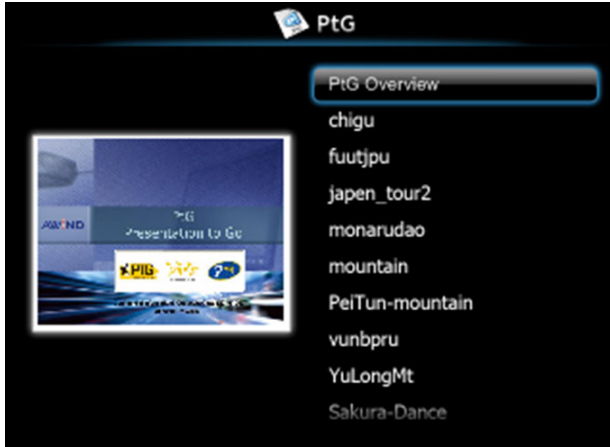 PtG
PtG Overview
chigu
fuutjpu
japen_tour2
monarudao
mountain
PeiTun-mountain
vunbpru
YuLongMt
Sakura-Dance
AWIND
PtG
Presentation to Go
PtG